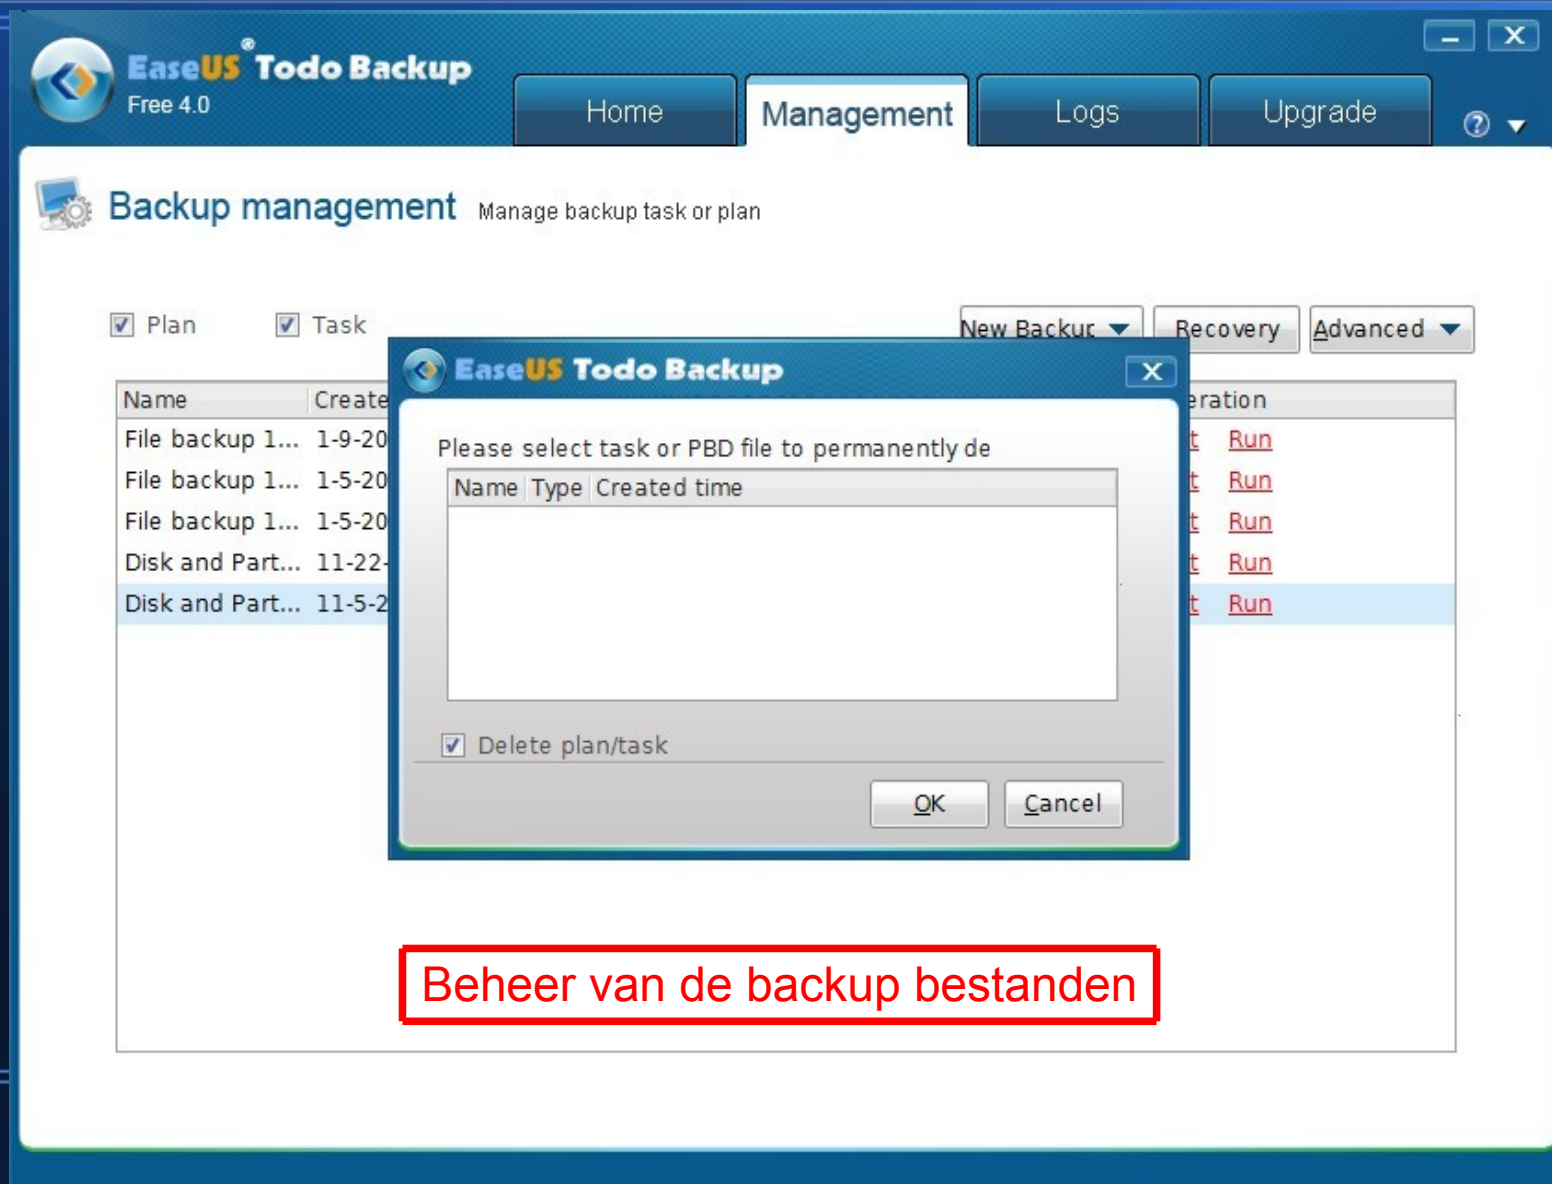 EaseUS® Todo Backup
Free 4.0
Home
Management
Logs
Upgrade
Backup management Manage backup task or plan
Plan
Task
New Backup
Recovery
Advanced
Name Create eration
File backup 1... 1-9-20 t Run
File backup 1... 1-5-20 t Run
File backup 1... 1-5-20 t Run
Disk and Part... 11-22- t Run
Disk and Part... 11-5-2 t Run
EaseUS Todo Backup
Please select task or PBD file to permanently de
Name Type Created time
Delete plan/task
OK
Cancel
Beheer van de backup bestanden